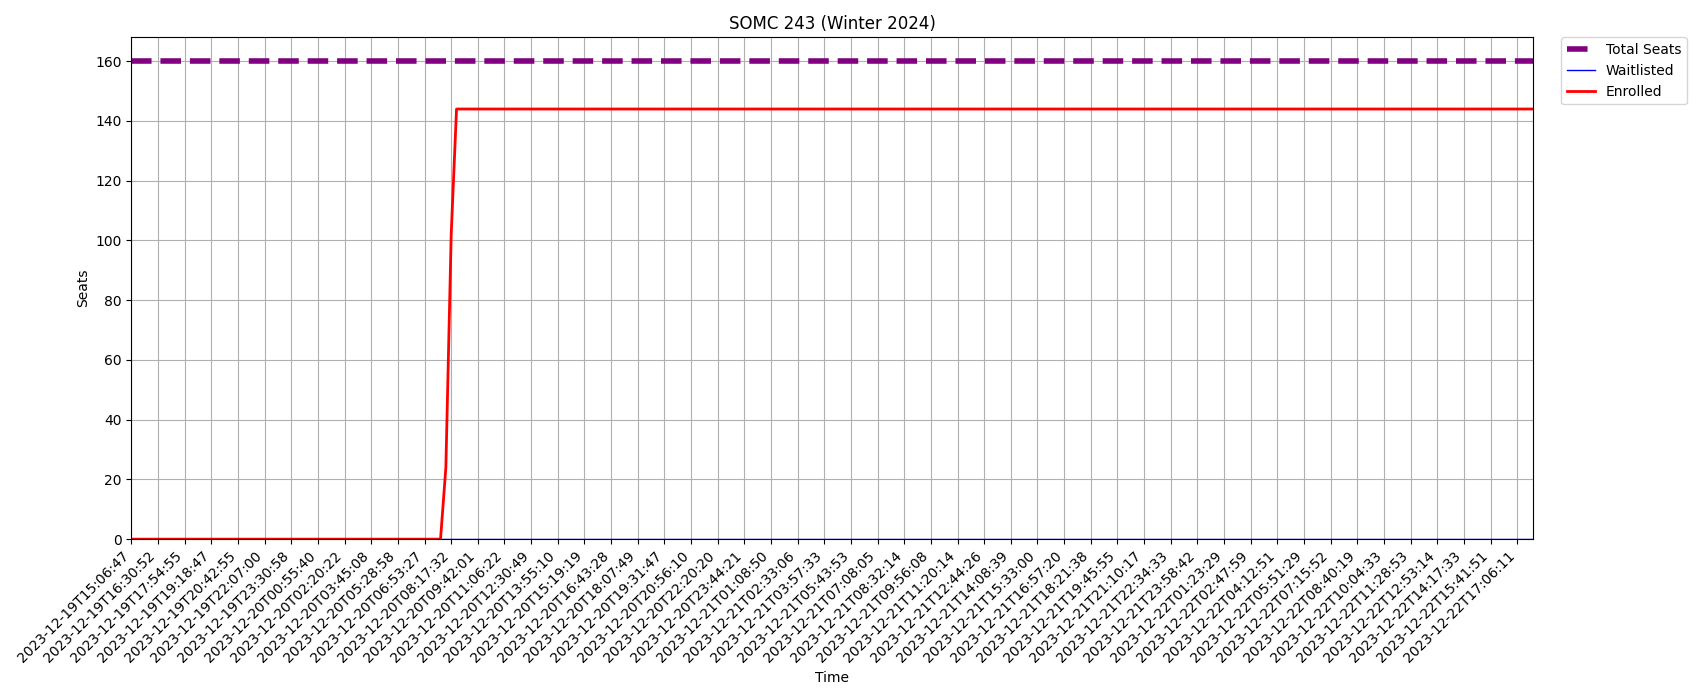 SOMC 243 (Winter 2024)
Total Seats
Waitlisted
Enrolled
Seats
160
140
120
100
80
60
40
20
0
2023-12-19T15:06:47
2023-12-19T16:30:52
2023-12-19T17:54:55
2023-12-19T19:18:47
2023-12-19T20:42:55
2023-12-19T22:07:00
2023-12-19T23:30:58
2023-12-20T00:55:40
2023-12-20T02:20:22
2023-12-20T03:45:08
2023-12-20T05:28:58
2023-12-20T06:53:27
2023-12-20T08:17:32
2023-12-20T09:42:01
2023-12-20T11:06:22
2023-12-20T12:30:49
2023-12-20T13:55:10
2023-12-20T15:19:19
2023-12-20T16:43:28
2023-12-20T18:07:49
2023-12-20T19:31:47
2023-12-20T20:56:10
2023-12-20T22:20:20
2023-12-20T23:44:21
2023-12-21T01:08:50
2023-12-21T02:33:06
2023-12-21T03:57:33
2023-12-21T05:43:53
2023-12-21T07:08:05
2023-12-21T08:32:14
2023-12-21T09:56:08
2023-12-21T11:20:14
2023-12-21T12:44:26
2023-12-21T14:08:39
2023-12-21T15:33:00
2023-12-21T16:57:20
2023-12-21T18:21:38
2023-12-21T19:45:55
2023-12-21T21:10:17
2023-12-21T22:34:33
2023-12-21T23:58:42
2023-12-22T01:23:29
2023-12-22T02:47:59
2023-12-22T04:12:51
2023-12-22T05:51:29
2023-12-22T07:15:52
2023-12-22T08:40:19
2023-12-22T10:04:33
2023-12-22T11:28:53
2023-12-22T12:53:14
2023-12-22T14:17:33
2023-12-22T15:41:51
2023-12-22T17:06:11
Time